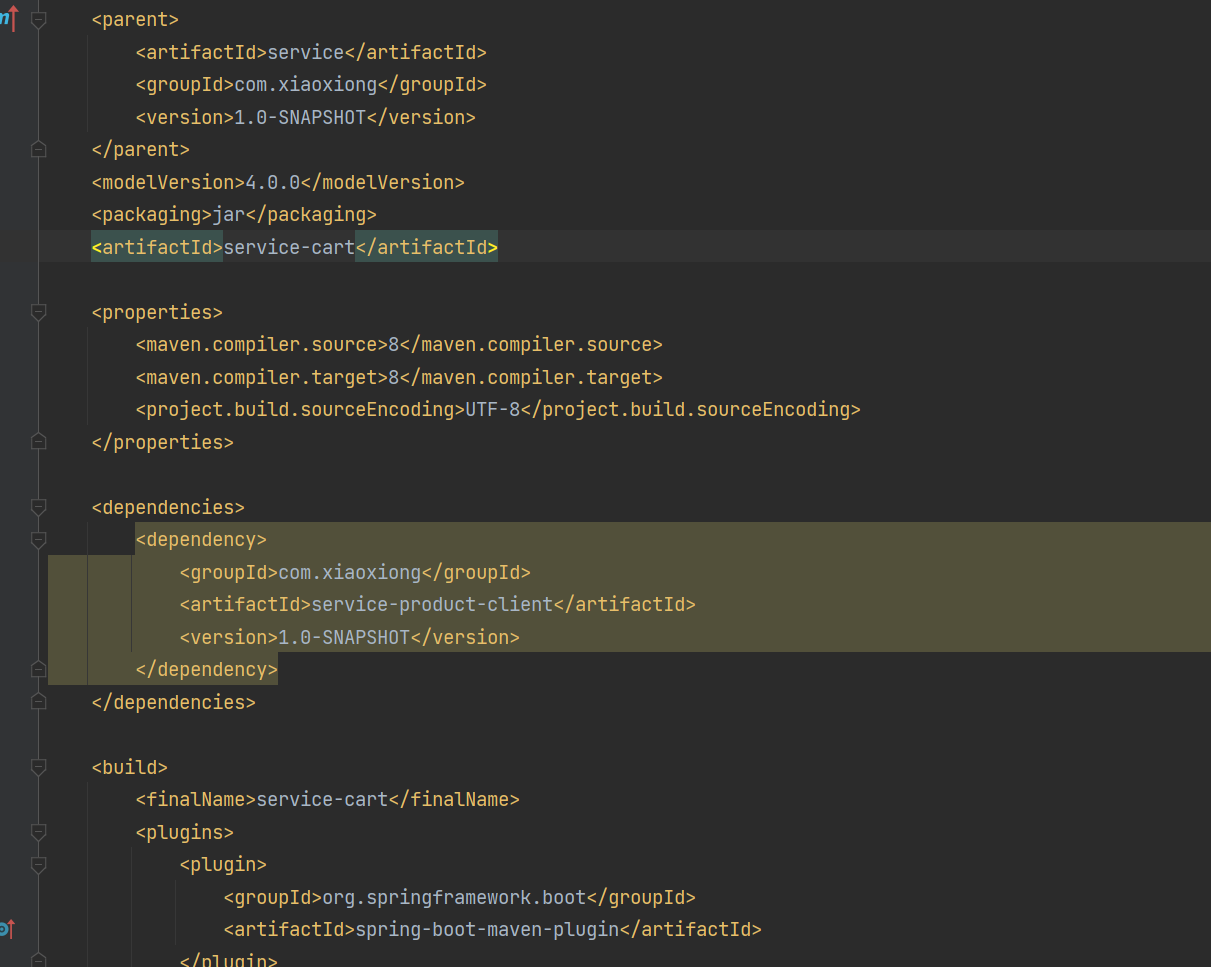 <parent>
<artifactId>service</artifactId>
<groupId>com.xiaoxiong</groupId>
<version>1.0-SNAPSHOT</version>
</parent>
<modelVersion>4.0.0</modelVersion>
<packaging>jar</packaging>
<artifactId>service-cart</artifactId>
<properties>
<maven.compiler.source>8</maven.compiler.source>
<maven.compiler.target>8</maven.compiler.target>
<project.build.sourceEncoding>UTF-8</project.build.sourceEncoding>
</properties>
<dependencies>
<dependency>
<groupId>com.xiaoxiong</groupId>
<artifactId>service-product-client</artifactId>
<version>1.0-SNAPSHOT</version>
</dependency>
</dependencies>
<build>
<finalName>service-cart</finalName>
<plugins>
<plugin>
<groupId>org.springframework.boot</groupId>
<artifactId>spring-boot-maven-plugin</artifactId>
</plugin>